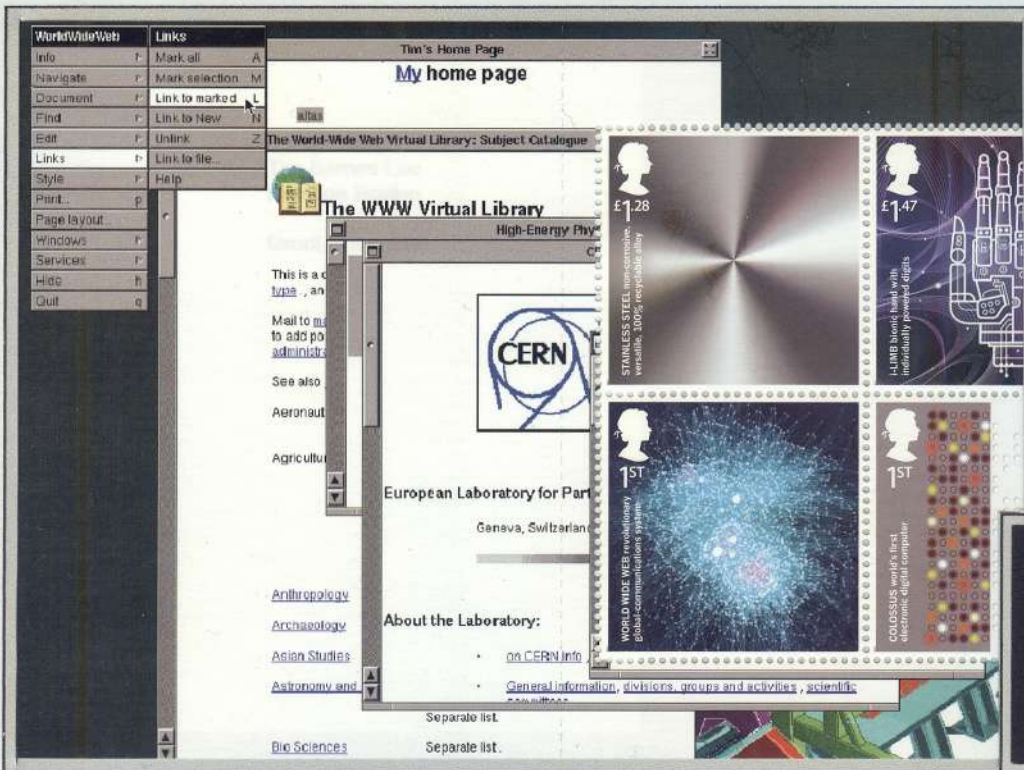 WorldWideWeb
Info
Navigate
Document
Find
Edit
Links
Style
Print.. p
Page layout..
Windows
Services
Hide h
Quit q
Links
Mark all A
Mark selection M
Link to marked L
Link to New N
Unlink Z
Link to file...
Help
Tim's Home Page
My home page
atlas
The World-Wide Web Virtual Library: Subject Catalogue
The WWW Virtual Library
High-Energy Phy
This is a c
type , an
Mail to ma
to add po
administra
See also
Aeronaut
Agricultu
Anthropology
Archaeology
Asian Studies
Astronomy and
Bio Sciences
Separate list.
Separate list.
CERN
European Laboratory for Part
Geneva, Switzerland
About the Laboratory:
on CERN info
General information, divisions, groups and activities , scientific
committees
£1.28
STAINLESS STEEL non-corrosive,
versatile, 100% recyclable alloy
£1.47
i-LIMB bionic hand with
individually powered digits
1ST
WORLD WIDE WEB revolutionary
global-communications system
1ST
COLOSSUS world's first
electronic digital computer